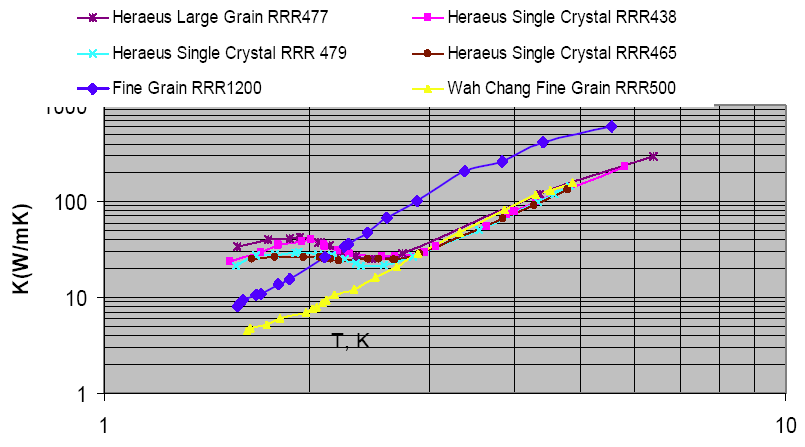 Heraeus Large Grain RRR477
Heraeus Single Crystal RRR438
Heraeus Single Crystal RRR 479
Heraeus Single Crystal RRR465
Fine Grain RRR1200
Wah Chang Fine Grain RRR500
1000
100
10
1
K(W/mK)
T, K
1
10